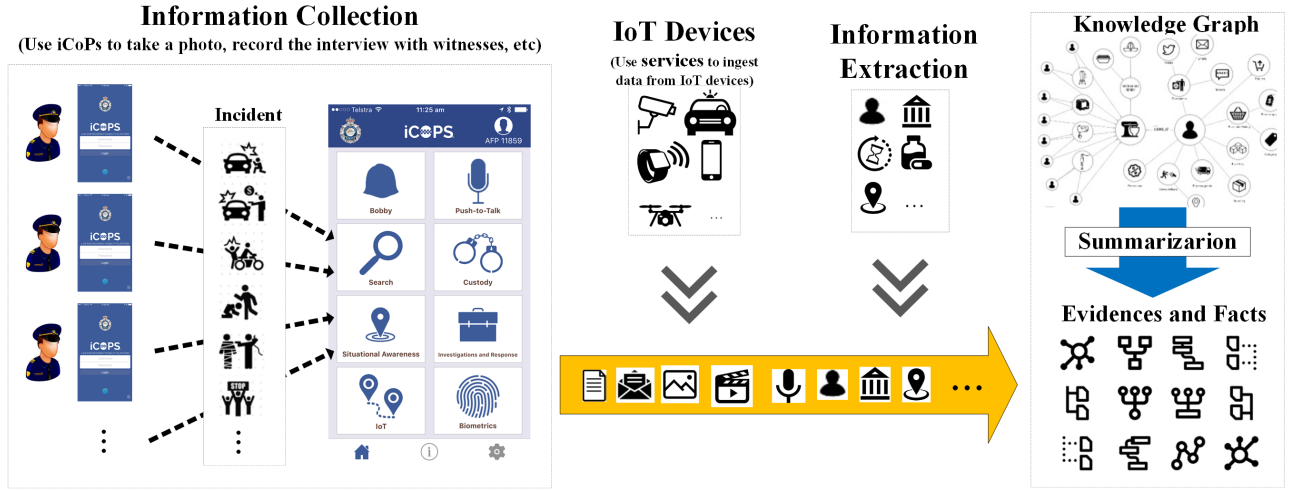 Information Collection
(Use iCoPs to take a photo, record the interview with witnesses, etc)
Incident
iCOPS
iCOPS
iCOPS
STOP
Telstra
11:25 am
iCOPS
AFP 11859
Bobby
Push-to-Talk
Search
Custody
Situational Awareness
Investigations and Response
IoT
Biometrics
IoT Devices
(Use services to ingest
data from IoT devices)
...
Information
Extraction
...
Knowledge Graph
Summarizarion
Evidences and Facts